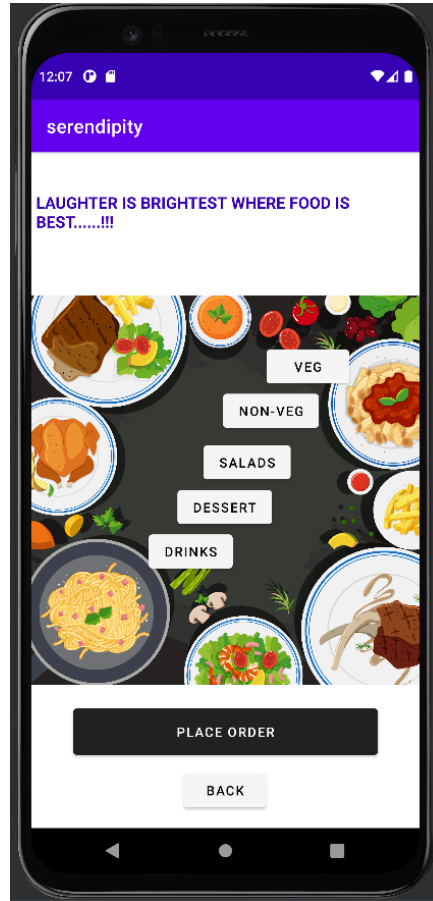 12:07
serendipity
LAUGHTER IS BRIGHTEST WHERE FOOD IS
BEST......!!!
VEG
NON-VEG
SALADS
DESSERT
DRINKS
PLACE ORDER
BACK